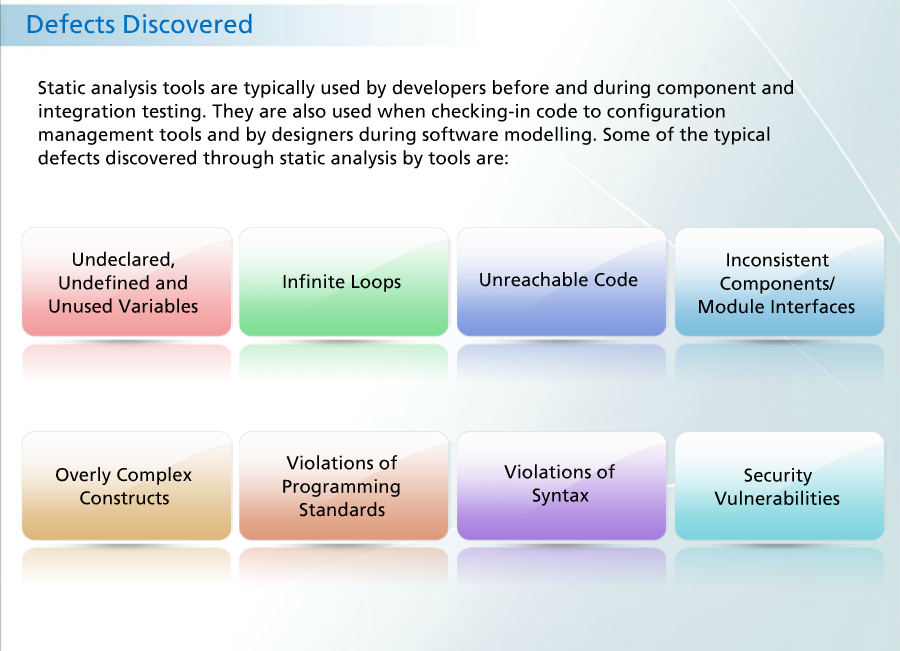 Defects Discovered
Static analysis tools are typically used by developers before and during component and
integration testing. They are also used when checking-in code to configuration
management tools and by designers during software modelling. Some of the typical
defects discovered through static analysis by tools are:
Undeclared,
Undefined and
Unused Variables
Infinite Loops
Unreachable Code
Inconsistent
Components/
Module Interfaces
Overly Complex
Constructs
Violations of
Programming
Standards
Violations of
Syntax
Security
Vulnerabilities